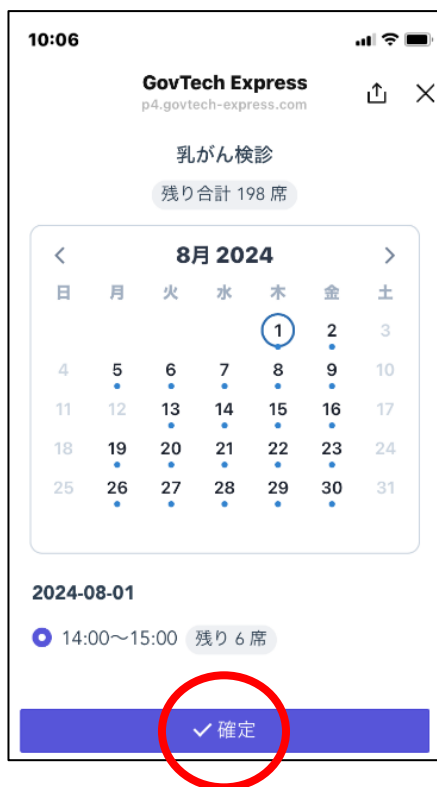 10:06
GovTech Express
p4.govtech-express.com
乳がん検診
残り合計 198 席
8月 2024
日 月 火 水 木 金 土
1 2 3
4 5 6 7 8 9 10
11 12 13 14 15 16 17
18 19 20 21 22 23 24
25 26 27 28 29 30 31
2024-08-01
14:00～15:00 残り 6 席
確定